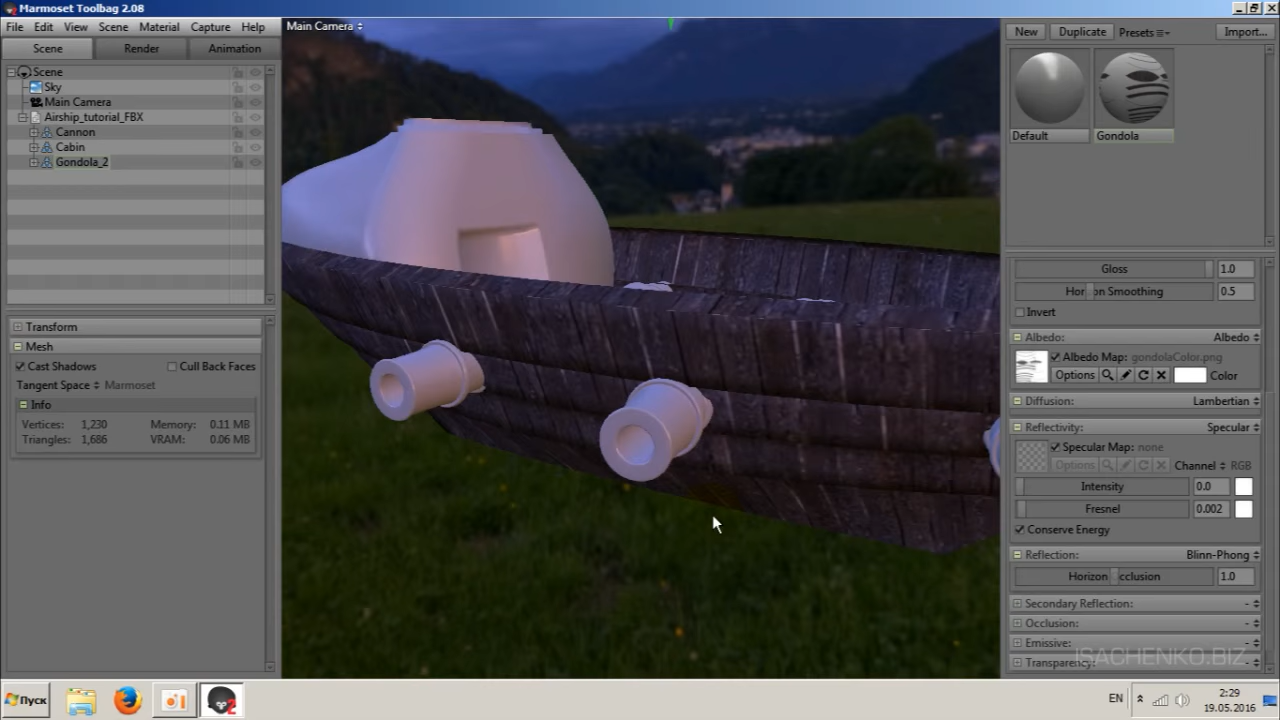 Marmoset Toolbag 2.08
File Edit View Scene Material Capture Help
Scene Render Animation
Scene
Sky
Main Camera
Airship_tutorial_FBX
Cannon
Cabin
Gondola_2
Transform
Mesh
Cast Shadows Cull Back Faces
Tangent Space Marmoset
Info
Vertices: 1,230 Memory: 0.11 MB
Triangles: 1,686 VRAM: 0.06 MB
Main Camera
New Duplicate Presets Import...
Default Gondola
Gloss 1.0
Smoothing 0.5
Invert
Albedo: Albedo
Albedo Map: gondolaColor.png
Options Color
Diffusion: Lambertian
Reflectivity: Specular
Specular Map: none
Options Channel RGB
Intensity 0.0
Fresnel 0.002
Conserve Energy
Reflection: Blinn-Phong
Horizon 1.0
Secondary Reflection: -
Occlusion: -
Emissive: -
Transparency: -
ISACHENKO.BIZ
Пуск
EN 2:29
19.05.2016